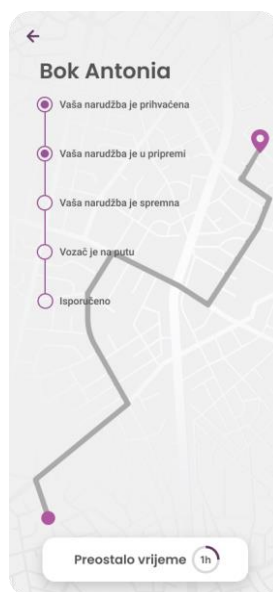 Bok Antonia
Vaša narudžba je prihvaćena
Vaša narudžba je u pripremi
Vaša narudžba je spremna
Vozač je na putu
Isporučeno
Preostalo vrijeme 1h